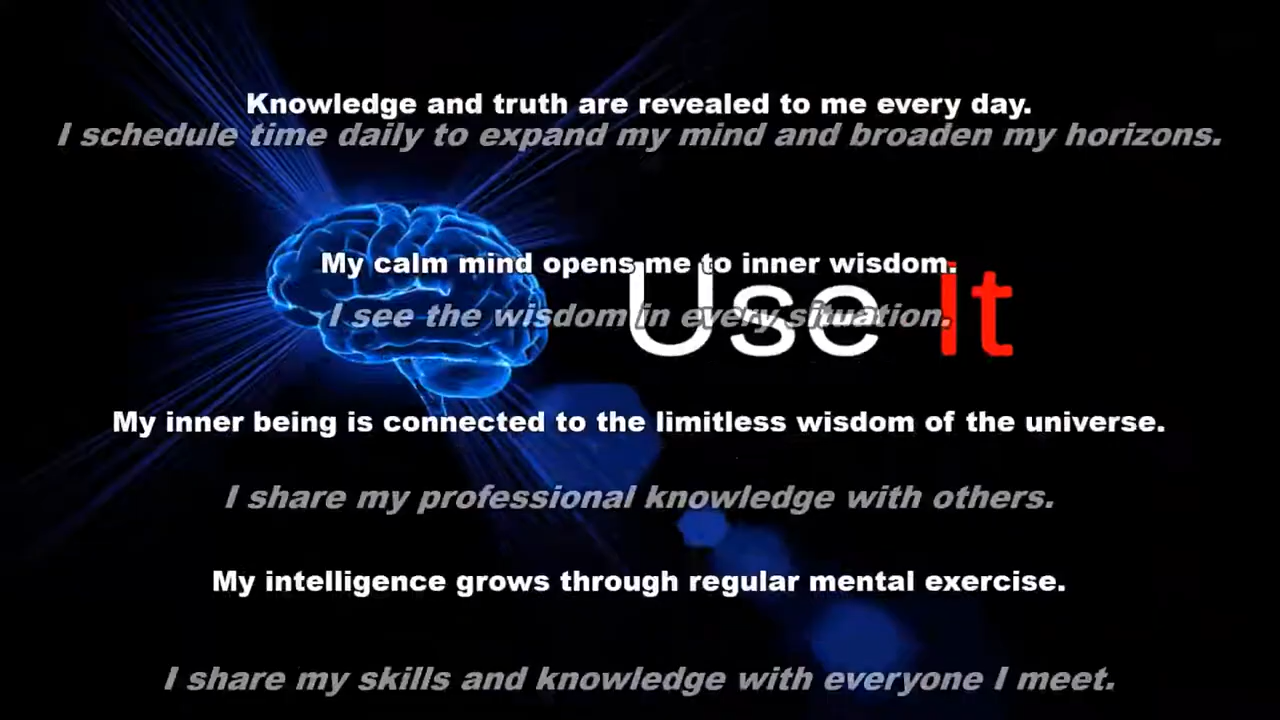 Knowledge and truth are revealed to me every day.
I schedule time daily to expand my mind and broaden my horizons.
My calm mind opens me to inner wisdom.
Use It
I see the wisdom in every situation.
My inner being is connected to the limitless wisdom of the universe.
I share my professional knowledge with others.
My intelligence grows through regular mental exercise.
I share my skills and knowledge with everyone I meet.